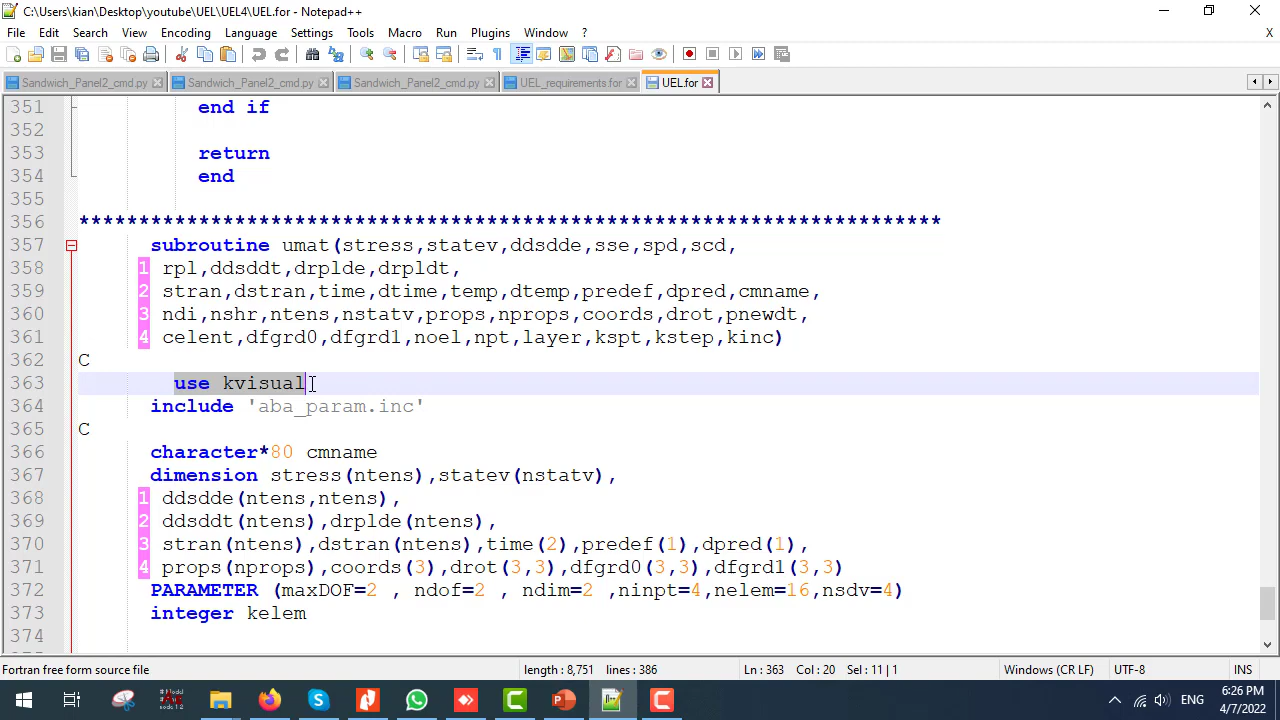 C:\Users\kian\Desktop\youtube\UEL\UEL4\UEL.for - Notepad++
File Edit Search View Encoding Language Settings Tools Macro Run Plugins Window ? X
Sandwich_Panel2_cmd.py Sandwich_Panel2_cmd.py Sandwich_Panel2_cmd.py UEL_requirements.for UEL.for
351 end if
352
353 return
354 end
355
356 ************************************************************************
357 subroutine umat(stress,statev,ddsdde,sse,spd,scd,
358 1 rpl,ddsddt,drplde,drpldt,
359 2 stran,dstran,time,dtime,temp,dtemp,predef,dpred,cmname,
360 3 ndi,nshr,ntens,nstatv,props,nprops,coords,drot,pnewdt,
361 4 celent,dfgrd0,dfgrd1,noel,npt,layer,kspt,kstep,kinc)
362 C
363 use kvisual
364 include 'aba_param.inc'
365 C
366 character*80 cmname
367 dimension stress(ntens),statev(nstatv),
368 1 ddsdde(ntens,ntens),
369 2 ddsddt(ntens),drplde(ntens),
370 3 stran(ntens),dstran(ntens),time(2),predef(1),dpred(1),
371 4 props(nprops),coords(3),drot(3,3),dfgrd0(3,3),dfgrd1(3,3)
372 PARAMETER (maxDOF=2 , ndof=2 , ndim=2 ,ninpt=4,nelem=16,nsdv=4)
373 integer kelem
374
Fortran free form source file length : 8,751 lines : 386 Ln : 363 Col : 20 Sel : 11 | 1 Windows (CR LF) UTF-8 INS
ENG 6:26 PM
4/7/2022